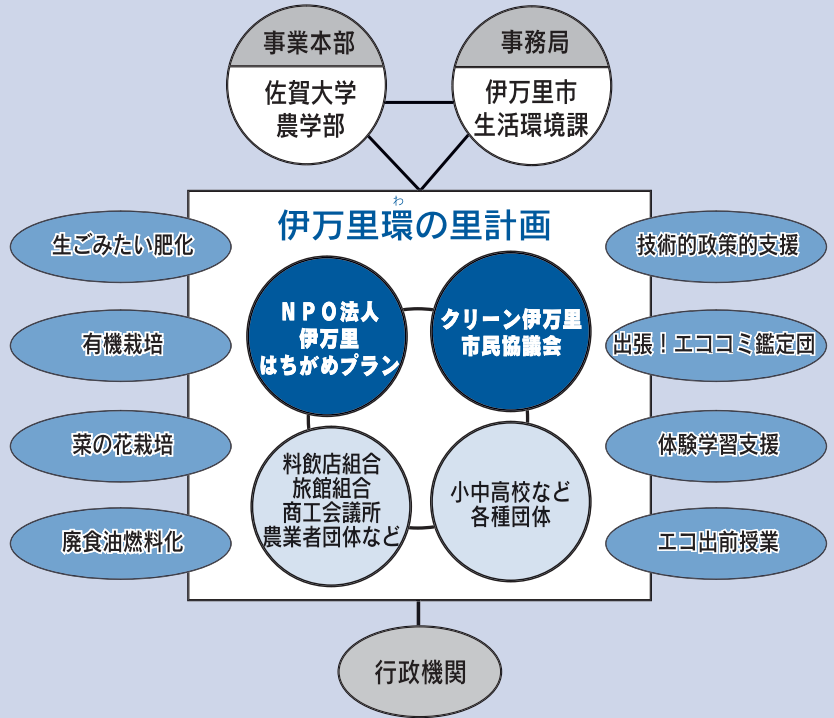 事業本部
佐賀大学
農学部
事務局
伊万里市
生活環境課
わ
伊万里環の里計画
生ごみたい肥化
有機栽培
菜の花栽培
廃食油燃料化
NPO法人
伊万里
はちがめプラン
クリーン伊万里
市民協議会
料飲店組合
旅館組合
商工会議所
農業者団体など
小中高校など
各種団体
技術的政策的支援
出張！エココミ鑑定団
体験学習支援
エコ出前授業
行政機関